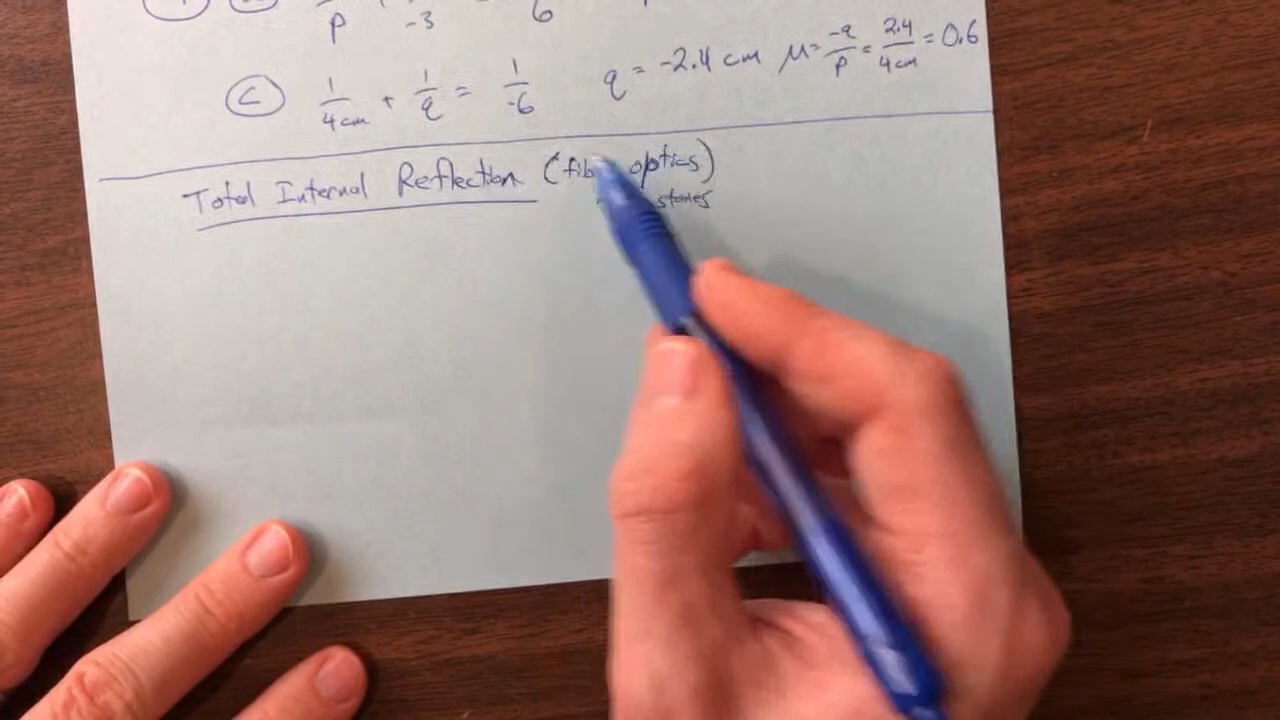 P -3 6
C 1/4cm + 1/q = 1/-6 q = -2.4 cm M = -q/P = 2.4/4cm = 0.6
Total Internal Reflection (fib optics)
stones